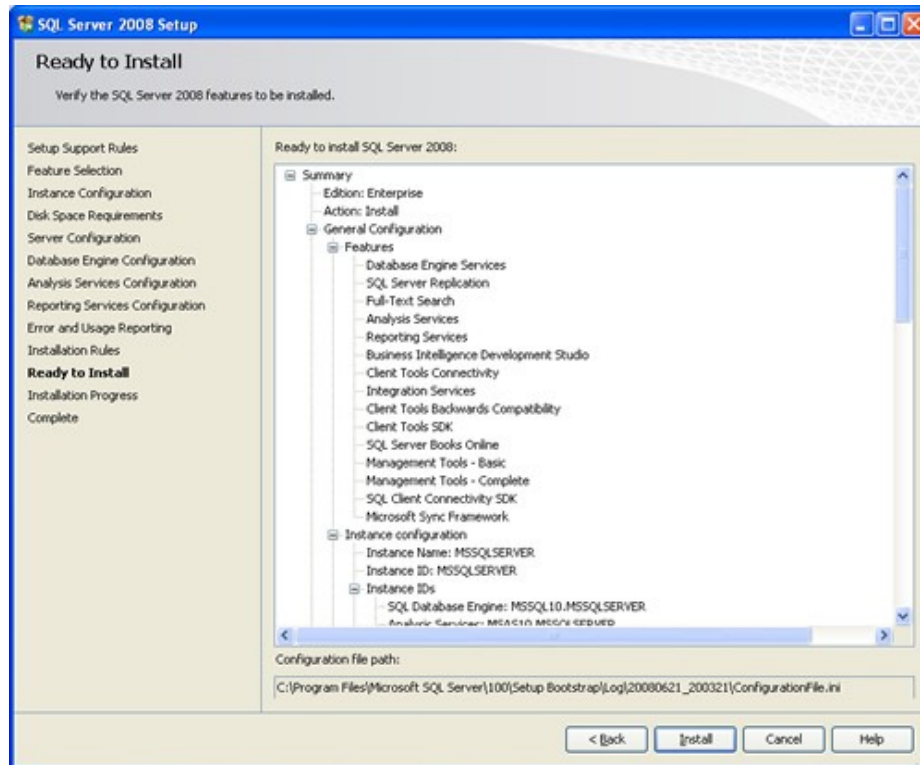 SQL Server 2008 Setup
Ready to Install
Verify the SQL Server 2008 features to be installed.
Setup Support Rules
Feature Selection
Instance Configuration
Disk Space Requirements
Server Configuration
Database Engine Configuration
Analysis Services Configuration
Reporting Services Configuration
Error and Usage Reporting
Installation Rules
Ready to Install
Installation Progress
Complete
Ready to install SQL Server 2008:
Summary
Edition: Enterprise
Action: Install
General Configuration
Features
Database Engine Services
SQL Server Replication
Full-Text Search
Analysis Services
Reporting Services
Business Intelligence Development Studio
Client Tools Connectivity
Integration Services
Client Tools Backwards Compatibility
Client Tools SDK
SQL Server Books Online
Management Tools - Basic
Management Tools - Complete
SQL Client Connectivity SDK
Microsoft Sync Framework
Instance configuration
Instance Name: MSSQLSERVER
Instance ID: MSSQLSERVER
Instance IDs
SQL Database Engine: MSSQL10.MSSQLSERVER
Analysis Services: MSAS10.MSSQLSERVER
Configuration file path:
C:\Program Files\Microsoft SQL Server\100\Setup Bootstrap\Log\20080621_200321\ConfigurationFile.ini
< Back
Install
Cancel
Help